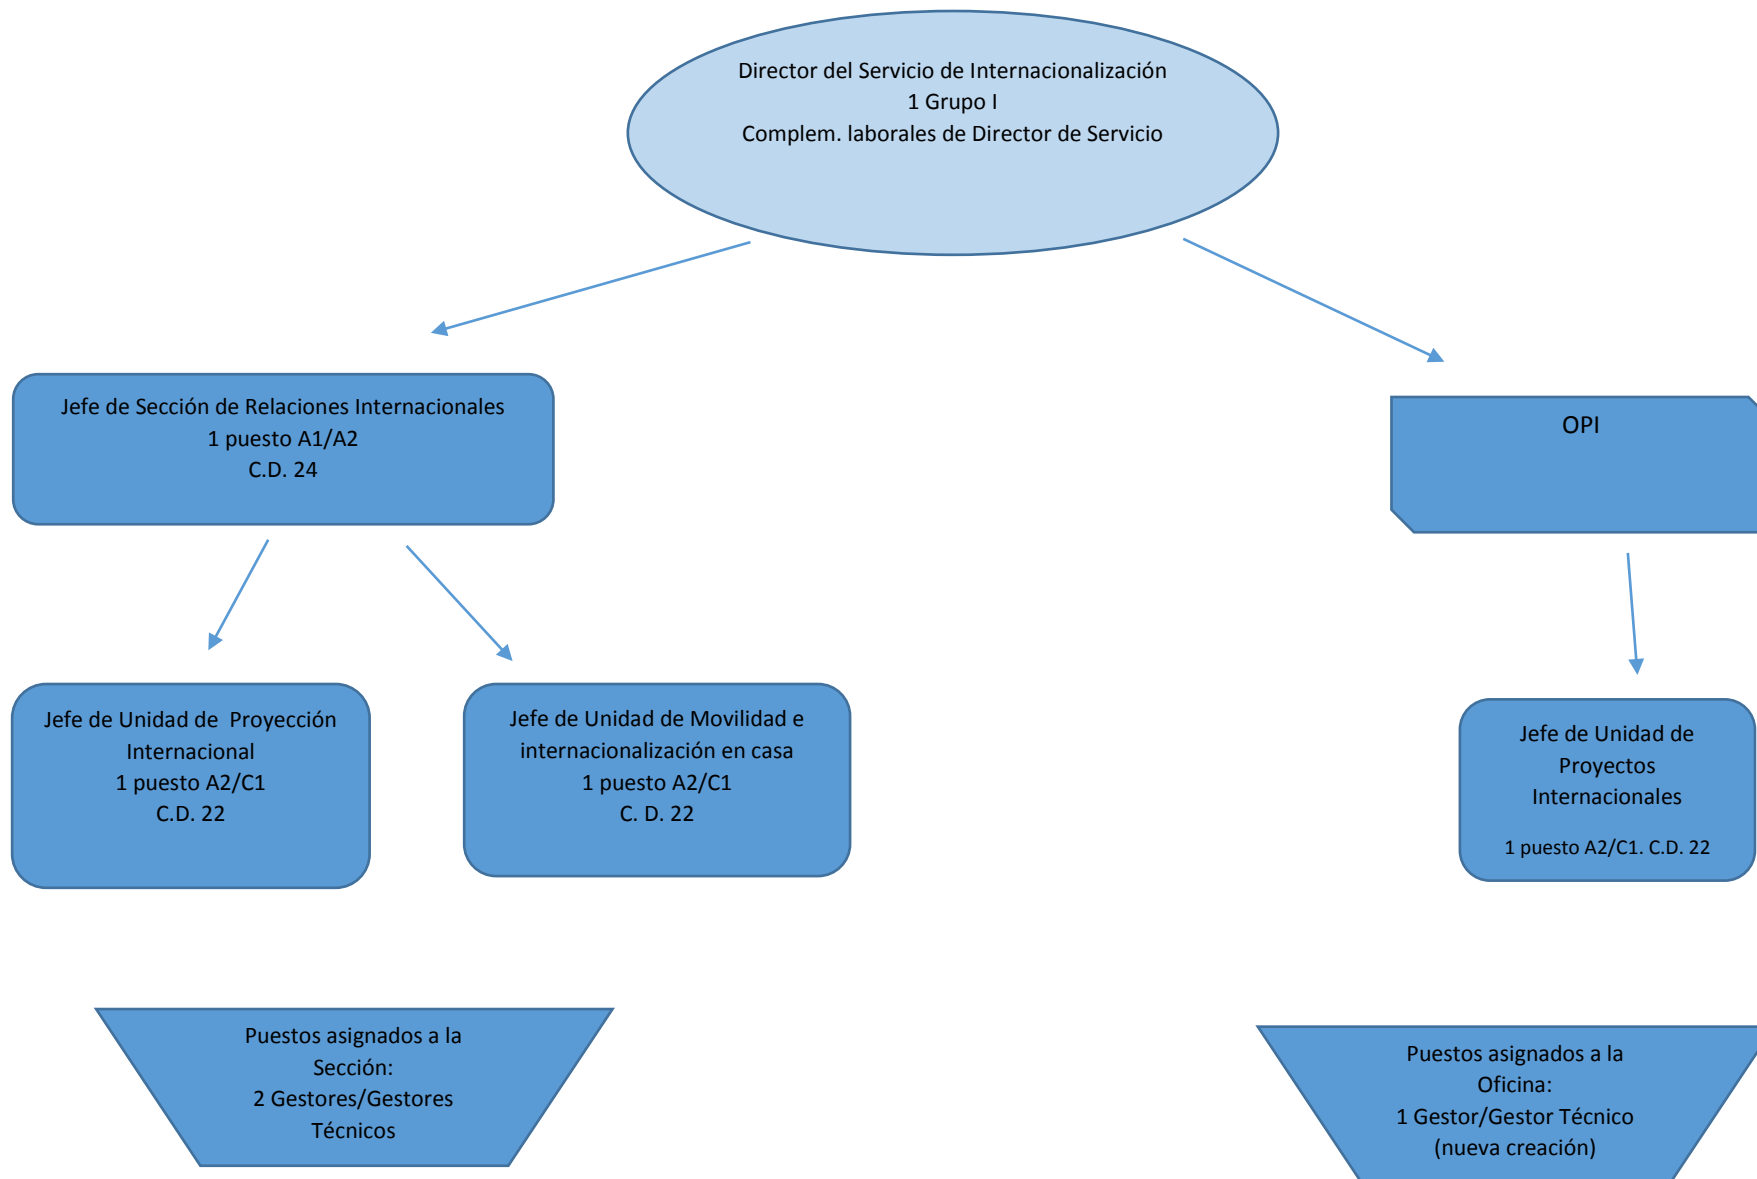 Director del Servicio de Internacionalización
1 Grupo I
Complem. laborales de Director de Servicio
Jefe de Sección de Relaciones Internacionales
1 puesto A1/A2
C.D. 24
OPI
Jefe de Unidad de Proyección
Internacional
1 puesto A2/C1
C.D. 22
Jefe de Unidad de Movilidad e
internacionalización en casa
1 puesto A2/C1
C. D. 22
Jefe de Unidad de
Proyectos
Internacionales
1 puesto A2/C1. C.D. 22
Puestos asignados a la
Sección:
2 Gestores/Gestores
Técnicos
Puestos asignados a la
Oficina:
1 Gestor/Gestor Técnico
(nueva creación)